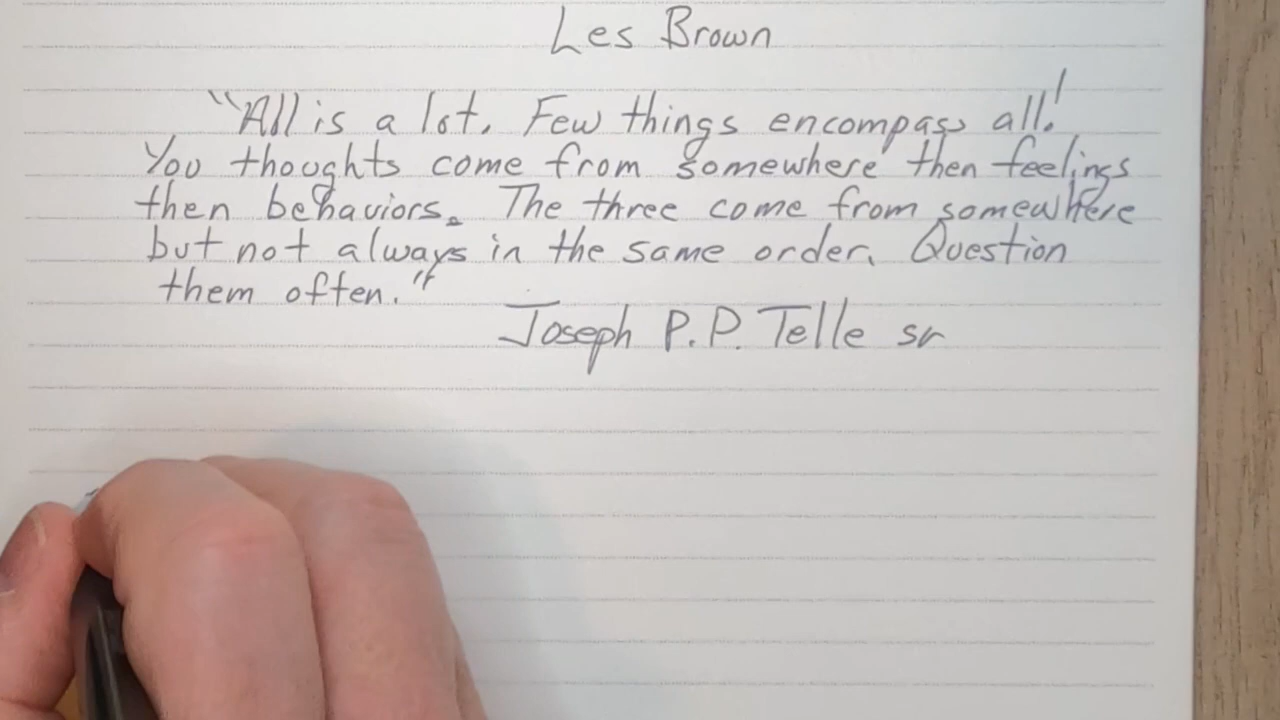 Les Brown
"All is a lot. Few things encompass all!
You thoughts come from somewhere then feelings
then behaviors. The three come from somewhere
but not always in the same order. Question
them often."
Joseph P.P. Telle sr